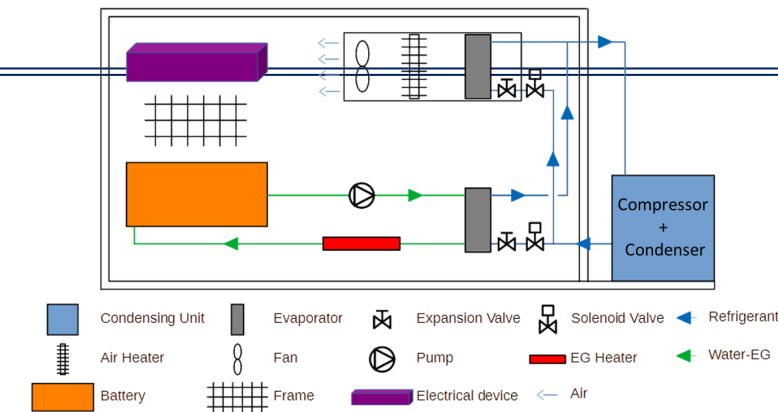 Compressor
+
Condenser
Condensing Unit
Evaporator
Expansion Valve
Solenoid Valve
Refrigerant
Air Heater
Fan
Pump
EG Heater
Water-EG
Battery
Frame
Electrical device
Air